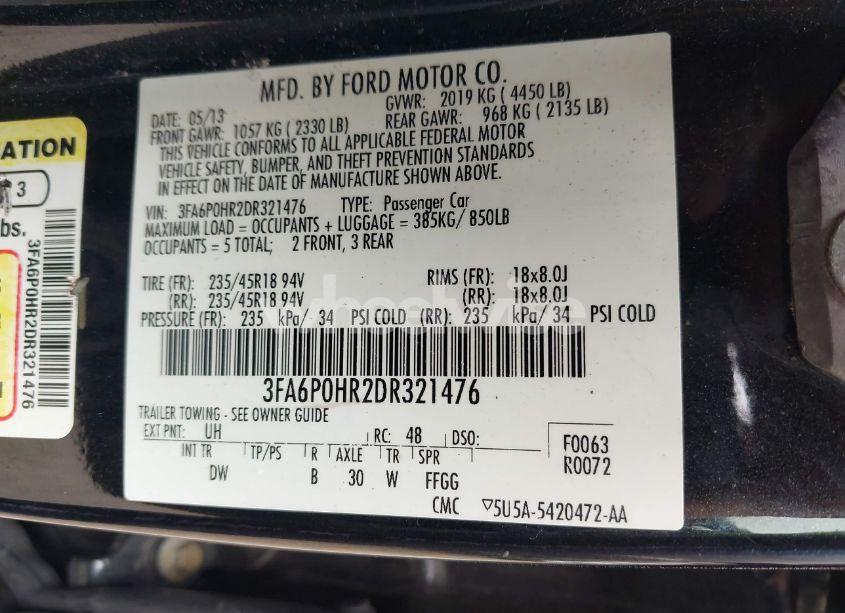 MFD. BY FORD MOTOR CO.
DATE: 05/13 GVWR: 2019 KG ( 4450 LB)
FRONT GAWR: 1057 KG ( 2330 LB) REAR GAWR: 968 KG ( 2135 LB)
THIS VEHICLE CONFORMS TO ALL APPLICABLE FEDERAL MOTOR
VEHICLE SAFETY, BUMPER, AND THEFT PREVENTION STANDARDS
IN EFFECT ON THE DATE OF MANUFACTURE SHOWN ABOVE.
VIN: 3FA6P0HR2DR321476 TYPE: Passenger Car
MAXIMUM LOAD = OCCUPANTS + LUGGAGE = 385KG/ 850LB
OCCUPANTS = 5 TOTAL; 2 FRONT, 3 REAR
TIRE (FR): 235/45R18 94V RIMS (FR): 18x8.0J
(RR): 235/45R18 94V (RR): 18x8.0J
PRESSURE (FR): 235 kPa/ 34 PSI COLD (RR): 235 kPa/ 34 PSI COLD
3FA6P0HR2DR321476
TRAILER TOWING - SEE OWNER GUIDE
EXT PNT: UH RC: 48 DSO:
F0063
R0072
INT TR TP/PS R AXLE TR SPR
DW B 30 W FFGG
CMC ▽5U5A-5420472-AA
ATION
3
bs.
3FA6P0HR2DR321476